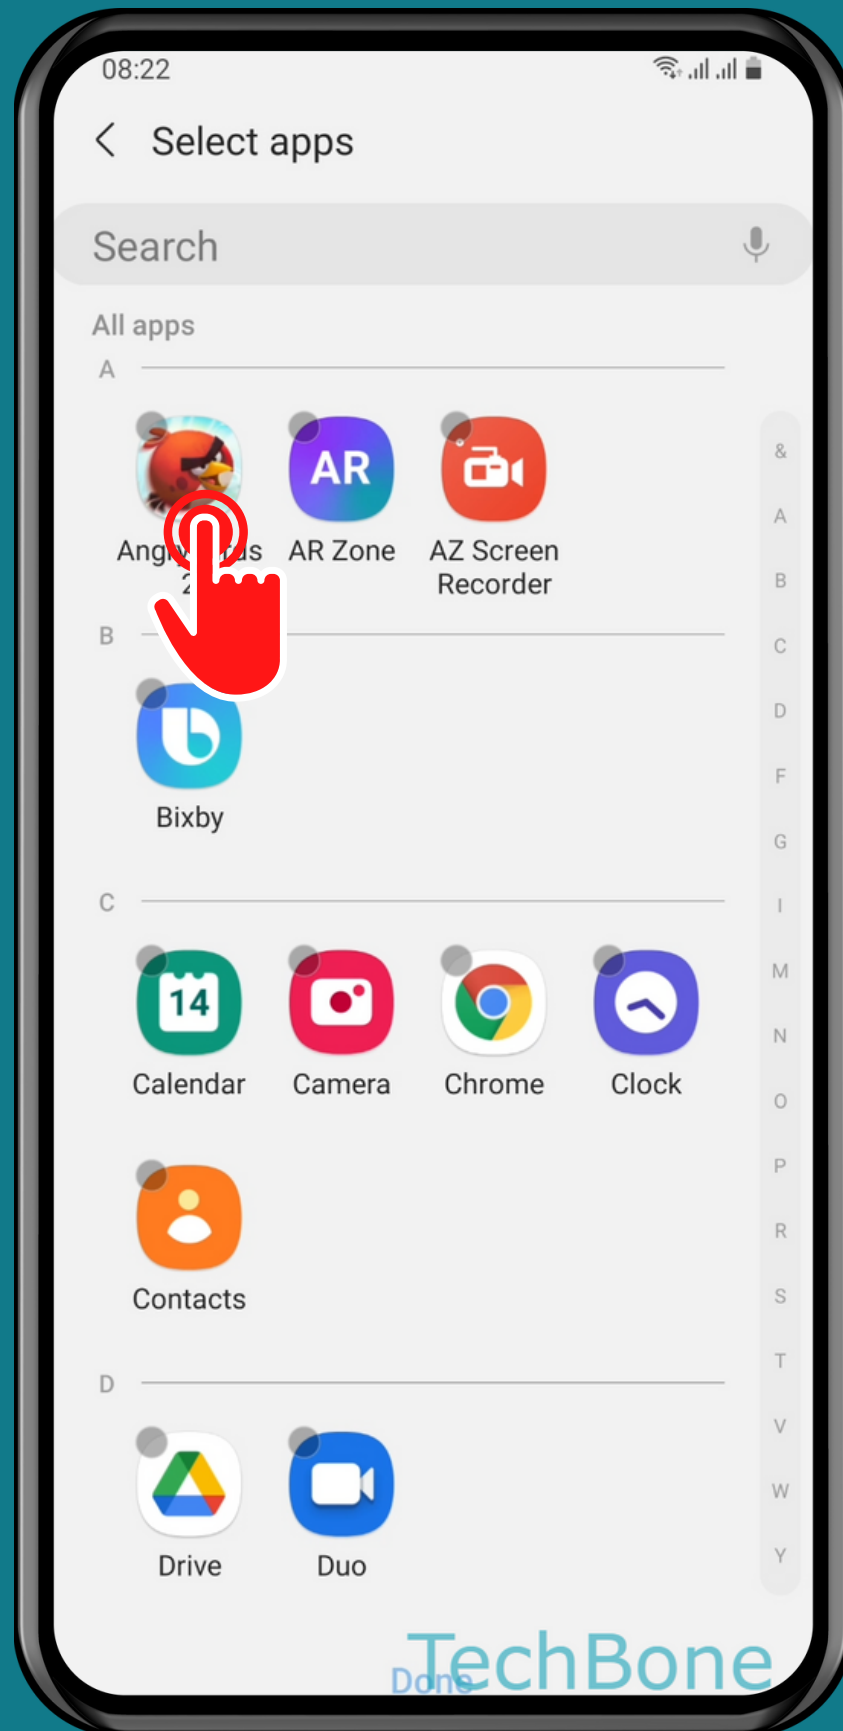 08:22
Select apps
Search
All apps
A
AR
AR Zone AZ Screen
Recorder
B
Bixby
C
14
Calendar Camera Chrome Clock
Contacts
D
Drive Duo
&
A
B
C
D
F
G
I
M
N
O
P
R
S
T
V
W
Y
Done
TechBone